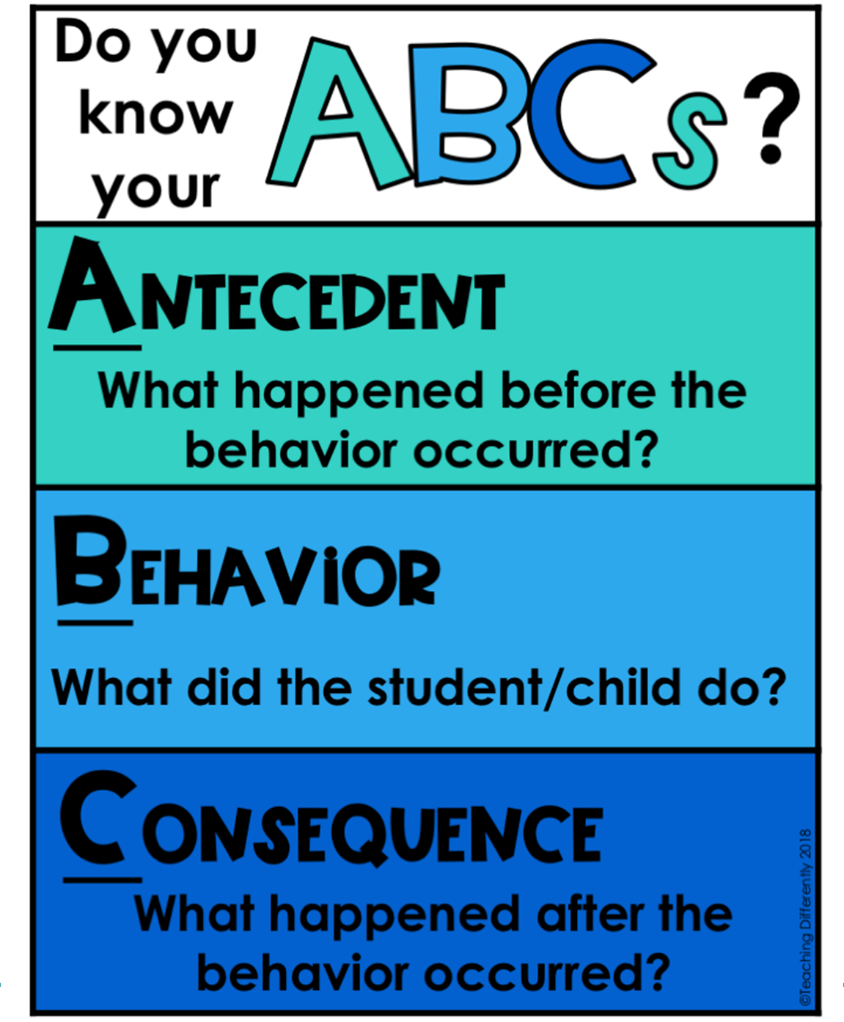 Do you
know
your
ABCs?
ANTECEDENT
What happened before the
behavior occurred?
BEHAViOR
What did the student/child do?
CONSEQUENCE
What happened after the
behavior occurred?
©Teaching Differently 2018